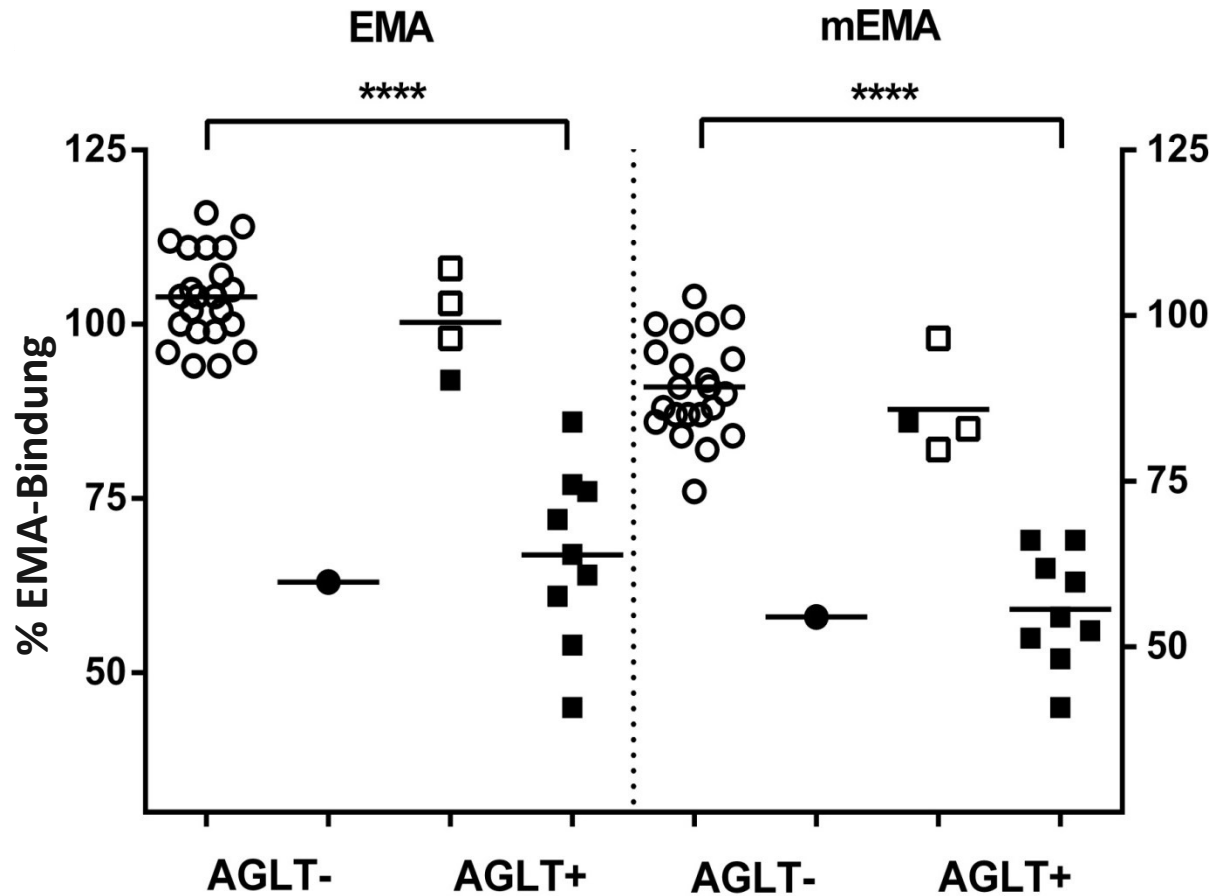 EMA mEMA
**** ****
125 125
100 100
75 75
50 50
% EMA-Bindung
AGLT- AGLT+ AGLT- AGLT+